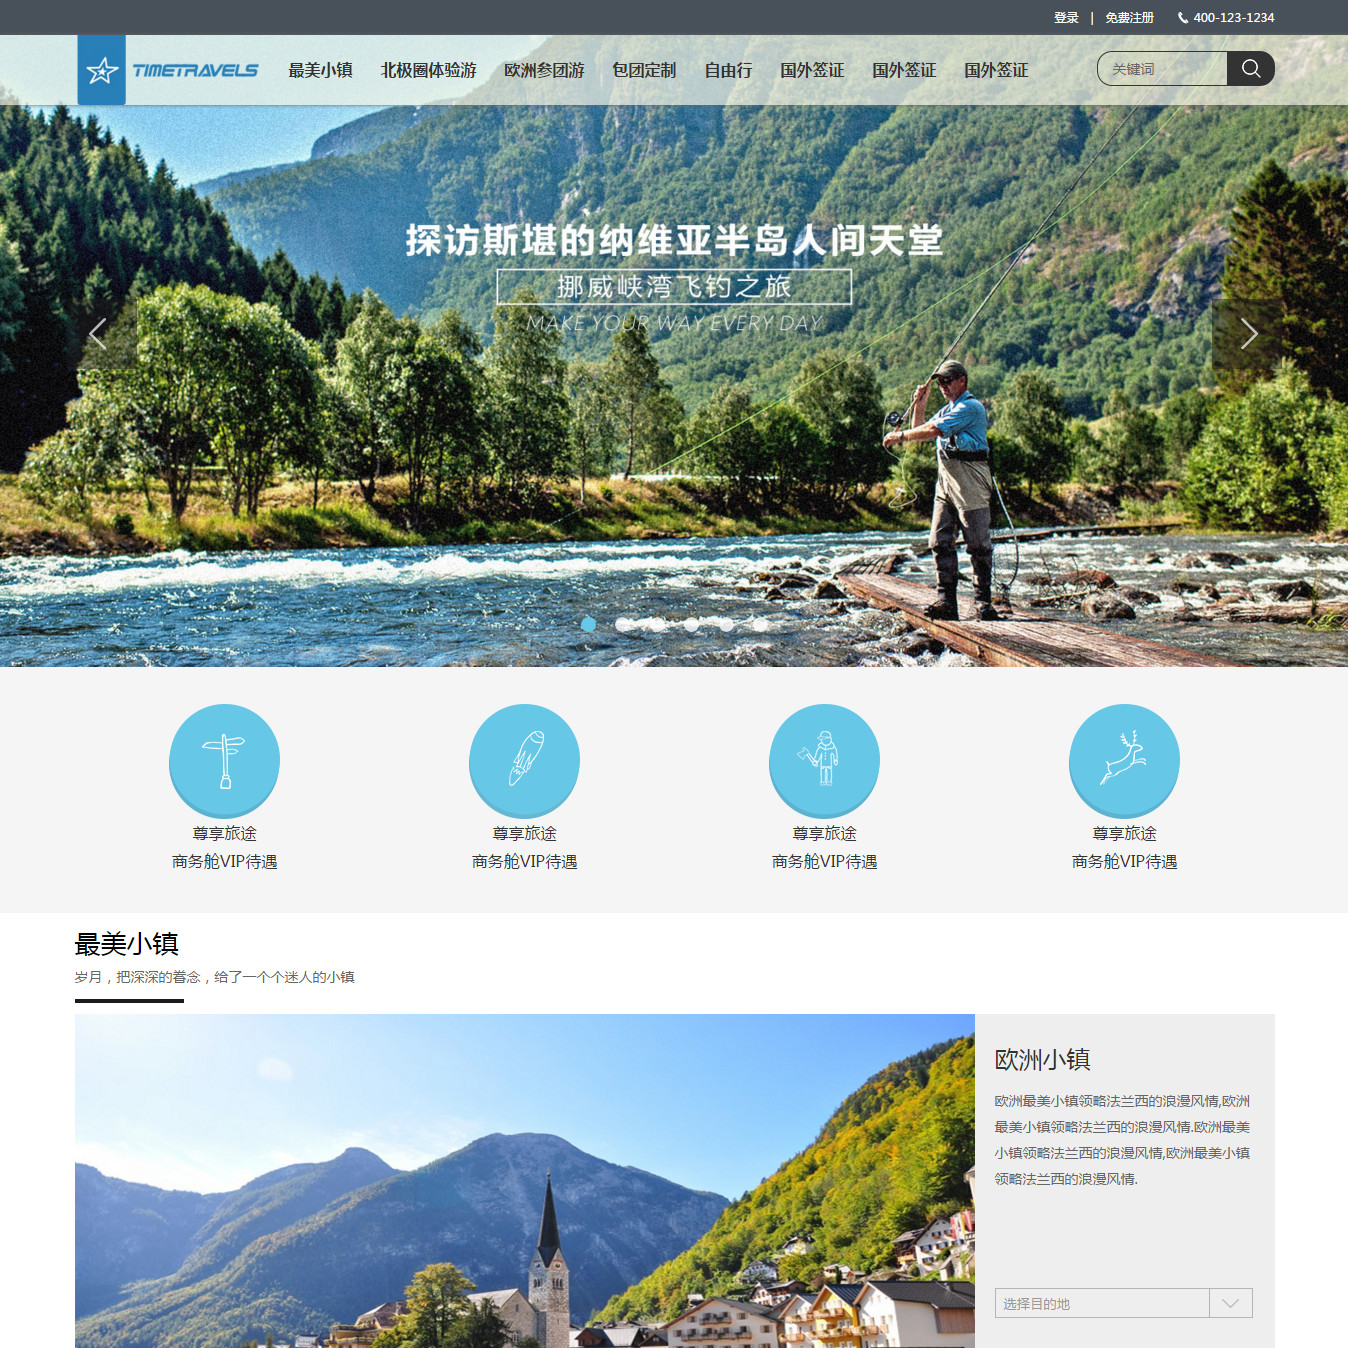 登录 | 免费注册 400-123-1234
TIMETRAVELS 最美小镇 北极圈体验游 欧洲参团游 包团定制 自由行 国外签证 国外签证 国外签证 关键词
探访斯堪的纳维亚半岛人间天堂
挪威峡湾飞钓之旅
MAKE YOUR WAY EVERY DAY
尊享旅途 尊享旅途 尊享旅途 尊享旅途
商务舱VIP待遇 商务舱VIP待遇 商务舱VIP待遇 商务舱VIP待遇
最美小镇
岁月，把深深的眷念，给了一个个迷人的小镇
欧洲小镇
欧洲最美小镇领略法兰西的浪漫风情,欧洲
最美小镇领略法兰西的浪漫风情.欧洲最美
小镇领略法兰西的浪漫风情,欧洲最美小镇
领略法兰西的浪漫风情.
选择目的地